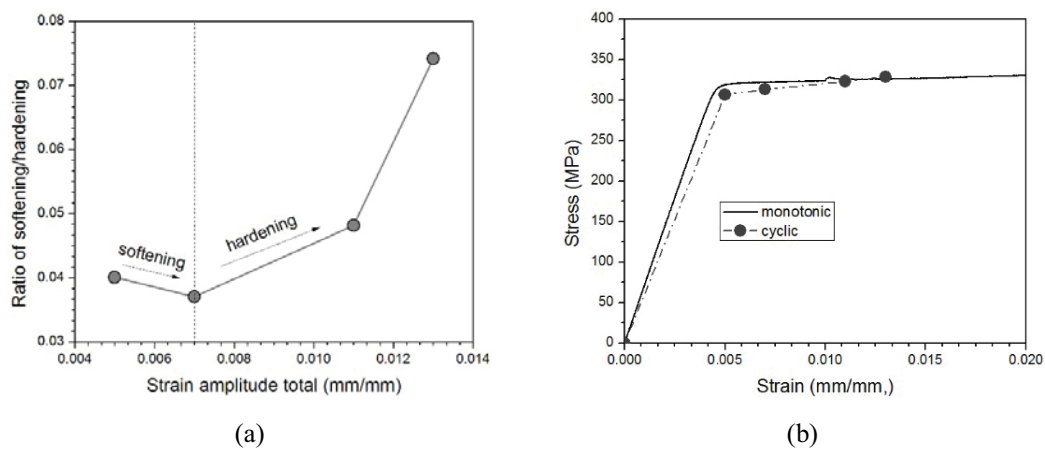 0.08
0.07
0.06
0.05
0.04
0.03
Ratio of softening/hardening
softening
hardening
0.004 0.006 0.008 0.010 0.012 0.014
Strain amplitude total (mm/mm)
(a)
400
350
300
250
200
150
100
50
0
Stress (MPa)
monotonic
cyclic
0.000 0.005 0.010 0.015 0.020
Strain (mm/mm,)
(b)